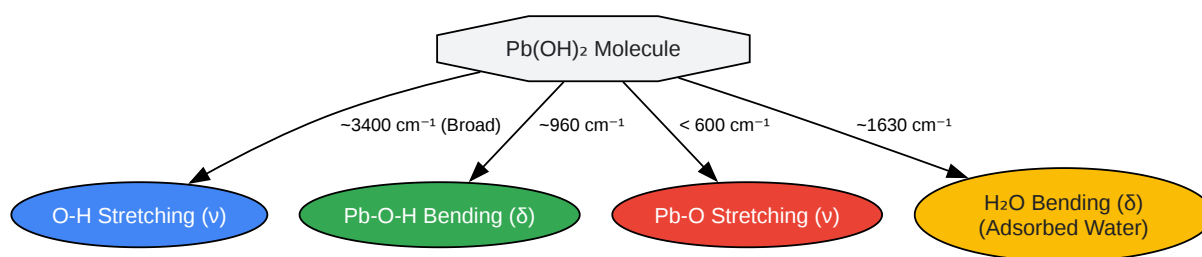 Pb(OH)₂ Molecule
~3400 cm⁻¹ (Broad)
~960 cm⁻¹
< 600 cm⁻¹
~1630 cm⁻¹
O-H Stretching (ν)
Pb-O-H Bending (δ)
Pb-O Stretching (ν)
H₂O Bending (δ)
(Adsorbed Water)